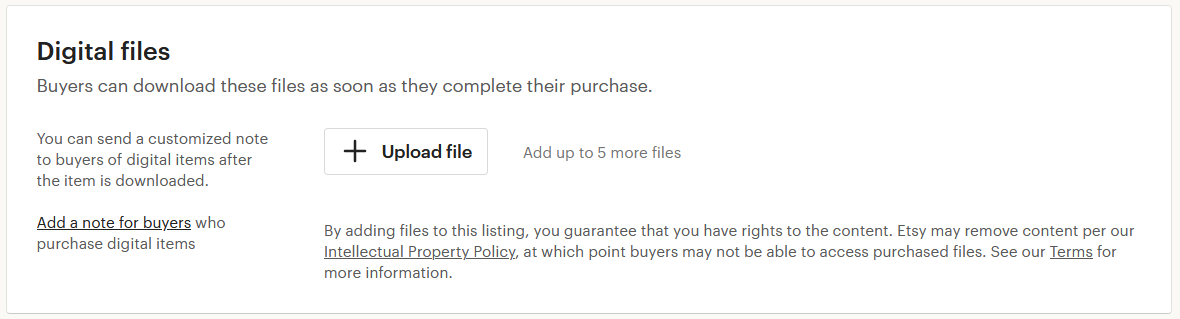 Digital files
Buyers can download these files as soon as they complete their purchase.
You can send a customized note
to buyers of digital items after
the item is downloaded.
Add a note for buyers who
purchase digital items
Upload file
Add up to 5 more files
By adding files to this listing, you guarantee that you have rights to the content. Etsy may remove content per our
Intellectual Property Policy, at which point buyers may not be able to access purchased files. See our Terms for
more information.